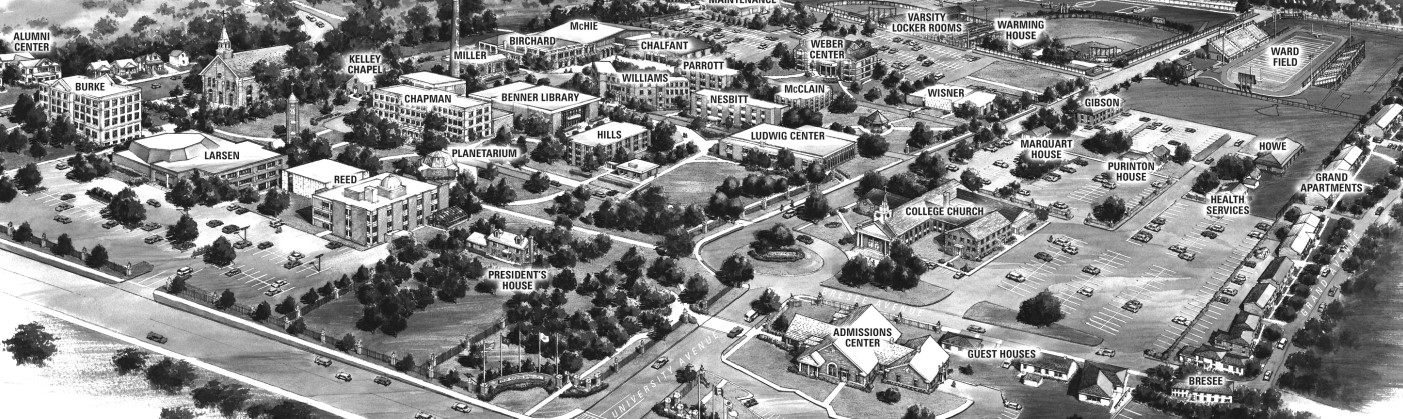 MAINTENANCE
ALUMNI
CENTER
BURKE
KELLEY
CHAPEL
MILLER
BIRCHARD
McHIE
CHALFANT
PARROTT
WILLIAMS
WEBER
CENTER
VARSITY
LOCKER ROOMS
WARMING
HOUSE
WARD
FIELD
CHAPMAN
BENNER LIBRARY
NESBITT
McCLAIN
WISNER
GIBSON
HILLS
LUDWIG CENTER
LARSEN
PLANETARIUM
REED
MARQUART
HOUSE
PURINTON
HOUSE
HOWE
GRAND
APARTMENTS
HEALTH
SERVICES
COLLEGE CHURCH
PRESIDENT'S
HOUSE
ADMISSIONS
CENTER
GUEST HOUSES
BRESEE
UNIVERSITY AVENUE
GRAND